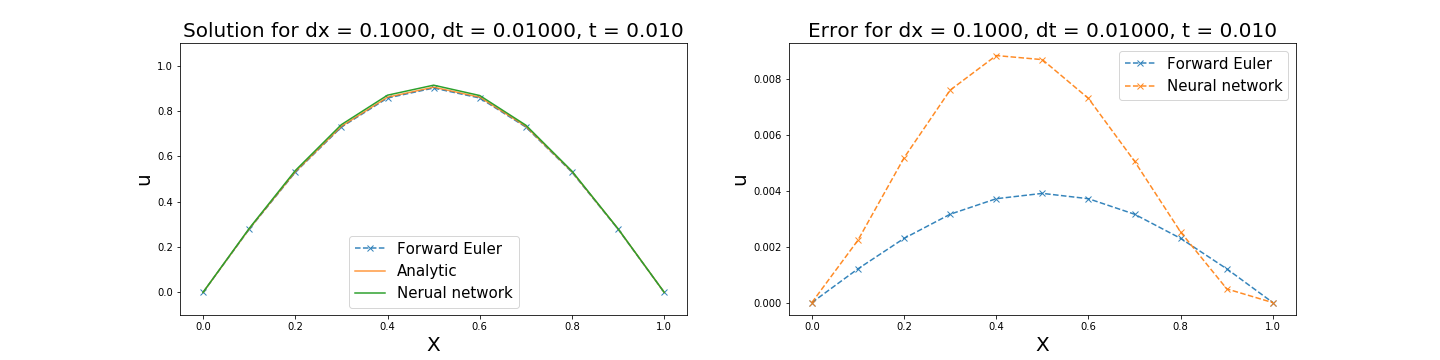 Solution for dx = 0.1000, dt = 0.01000, t = 0.010
1.0
0.8
0.6
0.4
0.2
0.0
u
Forward Euler
Analytic
Nerual network
0.0 0.2 0.4 0.6 0.8 1.0
X
Error for dx = 0.1000, dt = 0.01000, t = 0.010
0.008
0.006
0.004
0.002
0.000
u
Forward Euler
Neural network
0.0 0.2 0.4 0.6 0.8 1.0
X